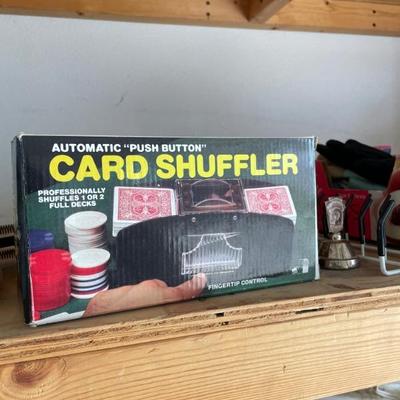 AUTOMATIC "PUSH BUTTON"
CARD SHUFFLER
PROFESSIONALLY
SHUFFLES 1 OR 2
FULL DECKS
FINGERTIP CONTROL